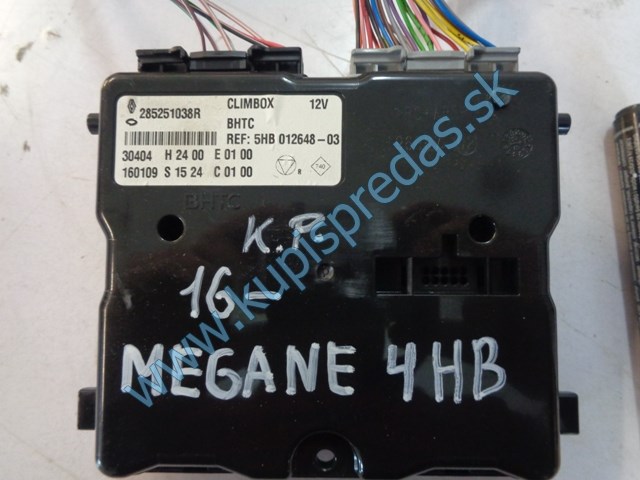 285251038R
CLIMBOX 12V
BHTC
REF: 5HB 012648-03
30404 H 24 00 E 01 00
160109 S 15 24 C 01 00
T40
BHTC
K.P.
16-
MEGANE 4HB
www.kupispredas.sk